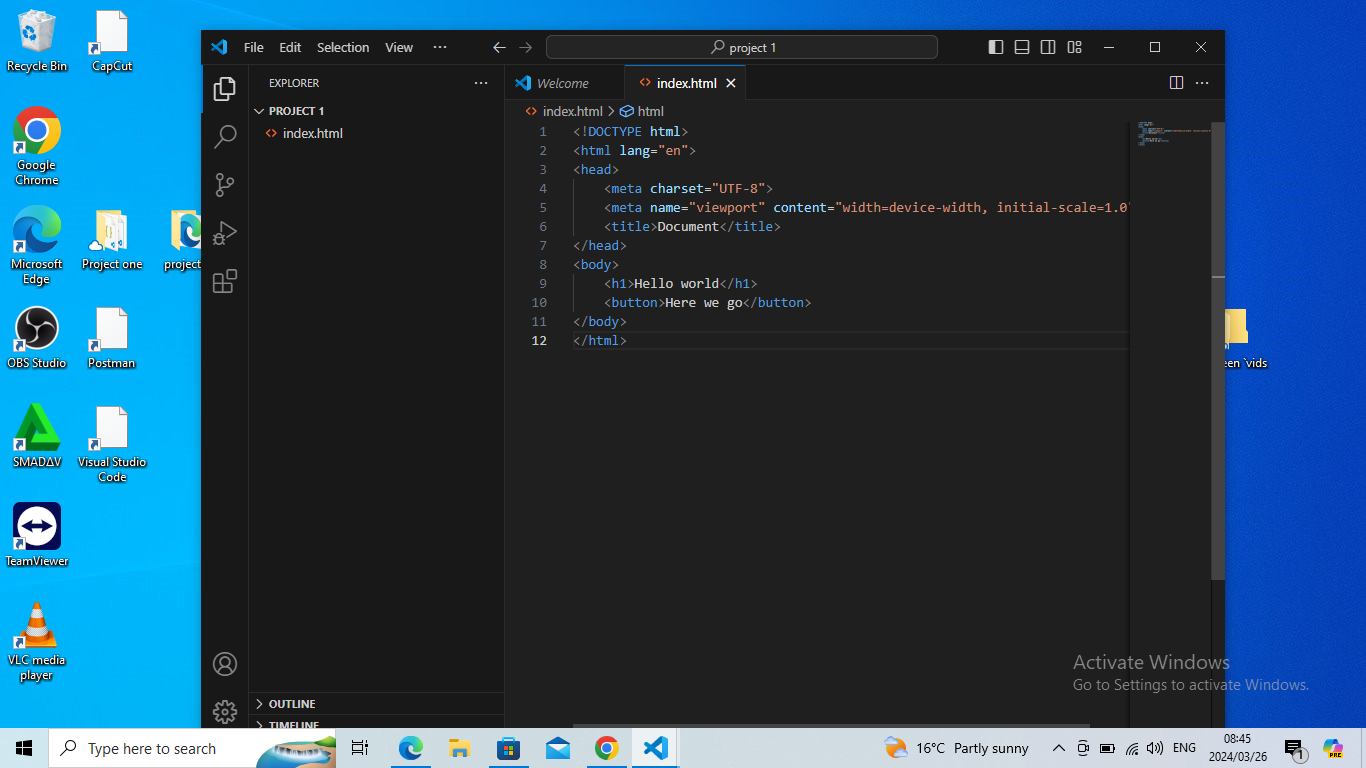 Recycle Bin
CapCut
Google Chrome
Microsoft Edge
Project one
project
OBS Studio
Postman
SMADAV
Visual Studio Code
TeamViewer
VLC media player
File Edit Selection View ···
project 1
EXPLORER ···
PROJECT 1
index.html
OUTLINE
TIMELINE
Welcome index.html
index.html > html
1 <!DOCTYPE html>
2 <html lang="en">
3 <head>
4 <meta charset="UTF-8">
5 <meta name="viewport" content="width=device-width, initial-scale=1.0"
6 <title>Document</title>
7 </head>
8 <body>
9 <h1>Hello world</h1>
10 <button>Here we go</button>
11 </body>
12 </html>
een `vids
Activate Windows
Go to Settings to activate Windows.
Type here to search
16°C Partly sunny
ENG
08:45
2024/03/26
1
PRE